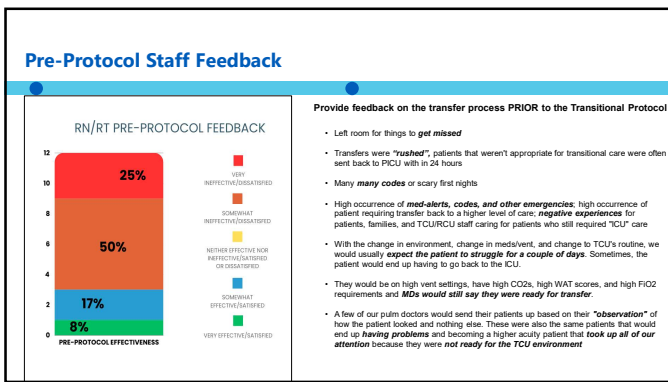 Pre-Protocol Staff Feedback
RN/RT PRE-PROTOCOL FEEDBACK
12
10
8
6
4
2
0
25%
50%
17%
8%
PRE-PROTOCOL EFFECTIVENESS
VERY
INEFFECTIVE/DISSATISFIED
SOMEWHAT
INEFFECTIVE/DISSATISFIED
NEITHER EFFECTIVE NOR
INEFFECTIVE/SATISFIED
OR DISSATISFIED
SOMEWHAT
EFFECTIVE/SATISFIED
VERY EFFECTIVE/SATISFIED
Provide feedback on the transfer process PRIOR to the Transitional Protocol
• Left room for things to get missed
• Transfers were "rushed", patients that weren't appropriate for transitional care were often
sent back to PICU with in 24 hours
• Many many codes or scary first nights
• High occurrence of med-alerts, codes, and other emergencies; high occurrence of
patient requiring transfer back to a higher level of care; negative experiences for
patients, families, and TCU/RCU staff caring for patients who still required "ICU" care
• With the change in environment, change in meds/vent, and change to TCU's routine, we
would usually expect the patient to struggle for a couple of days. Sometimes, the
patient would end up having to go back to the ICU.
• They would be on high vent settings, have high CO2s, high WAT scores, and high FiO2
requirements and MDs would still say they were ready for transfer.
• A few of our pulm doctors would send their patients up based on their "observation" of
how the patient looked and nothing else. These were also the same patients that would
end up having problems and becoming a higher acuity patient that took up all of our
attention because they were not ready for the TCU environment